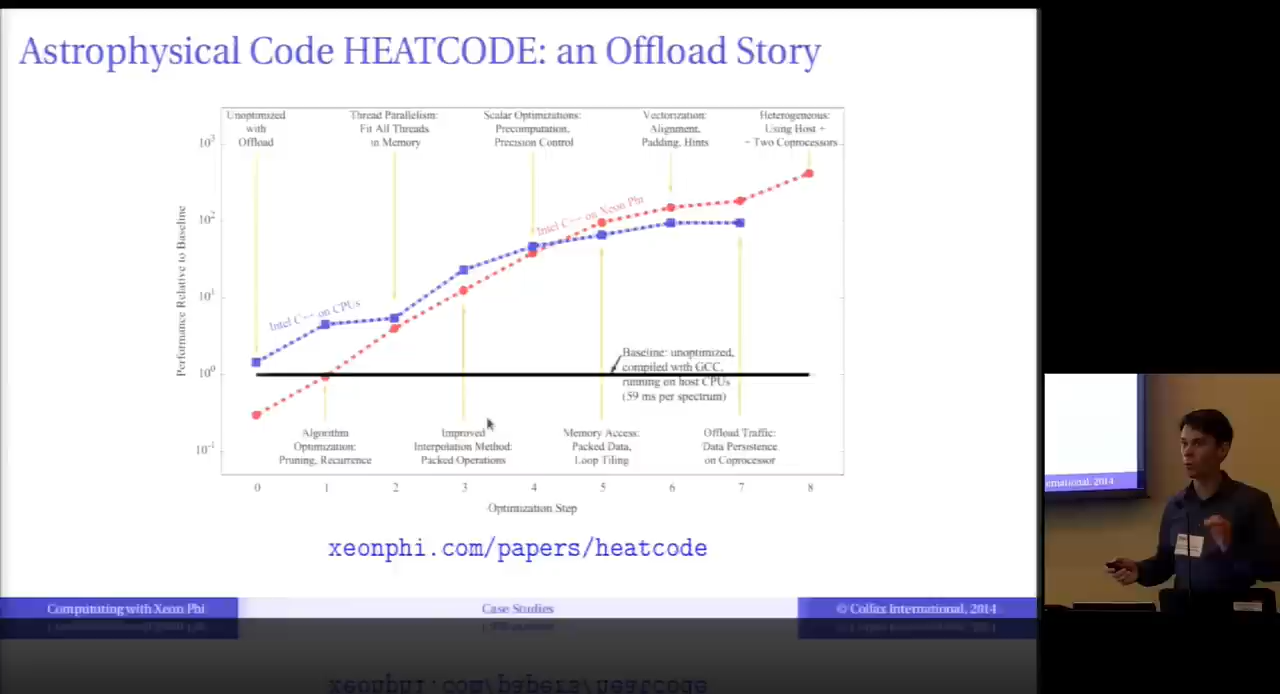 Astrophysical Code HEATCODE: an Offload Story
Unoptimized
with
Offload
Thread Parallelism:
Fit All Threads
in Memory
Scalar Optimizations:
Precomputation,
Precision Control
Vectorization:
Alignment,
Padding, Hints
Heterogeneous:
Using Host +
+ Two Coprocessors
10³
10²
10¹
10⁰
10⁻¹
Performance Relative to Baseline
Intel C++ on CPUs
Intel C++ on Xeon Phi
Baseline: unoptimized,
compiled with GCC,
running on host CPUs
(59 ms per spectrum)
Algorithm
Optimization:
Pruning, Recurrence
Improved
Interpolation Method:
Packed Operations
Memory Access:
Packed Data,
Loop Tiling
Offload Traffic:
Data Persistence
on Coprocessor
0 1 2 3 4 5 6 7 8
Optimization Step
xeonphi.com/papers/heatcode
Computing with Xeon Phi
Case Studies
© Colfax International, 2014
ernational, 2014